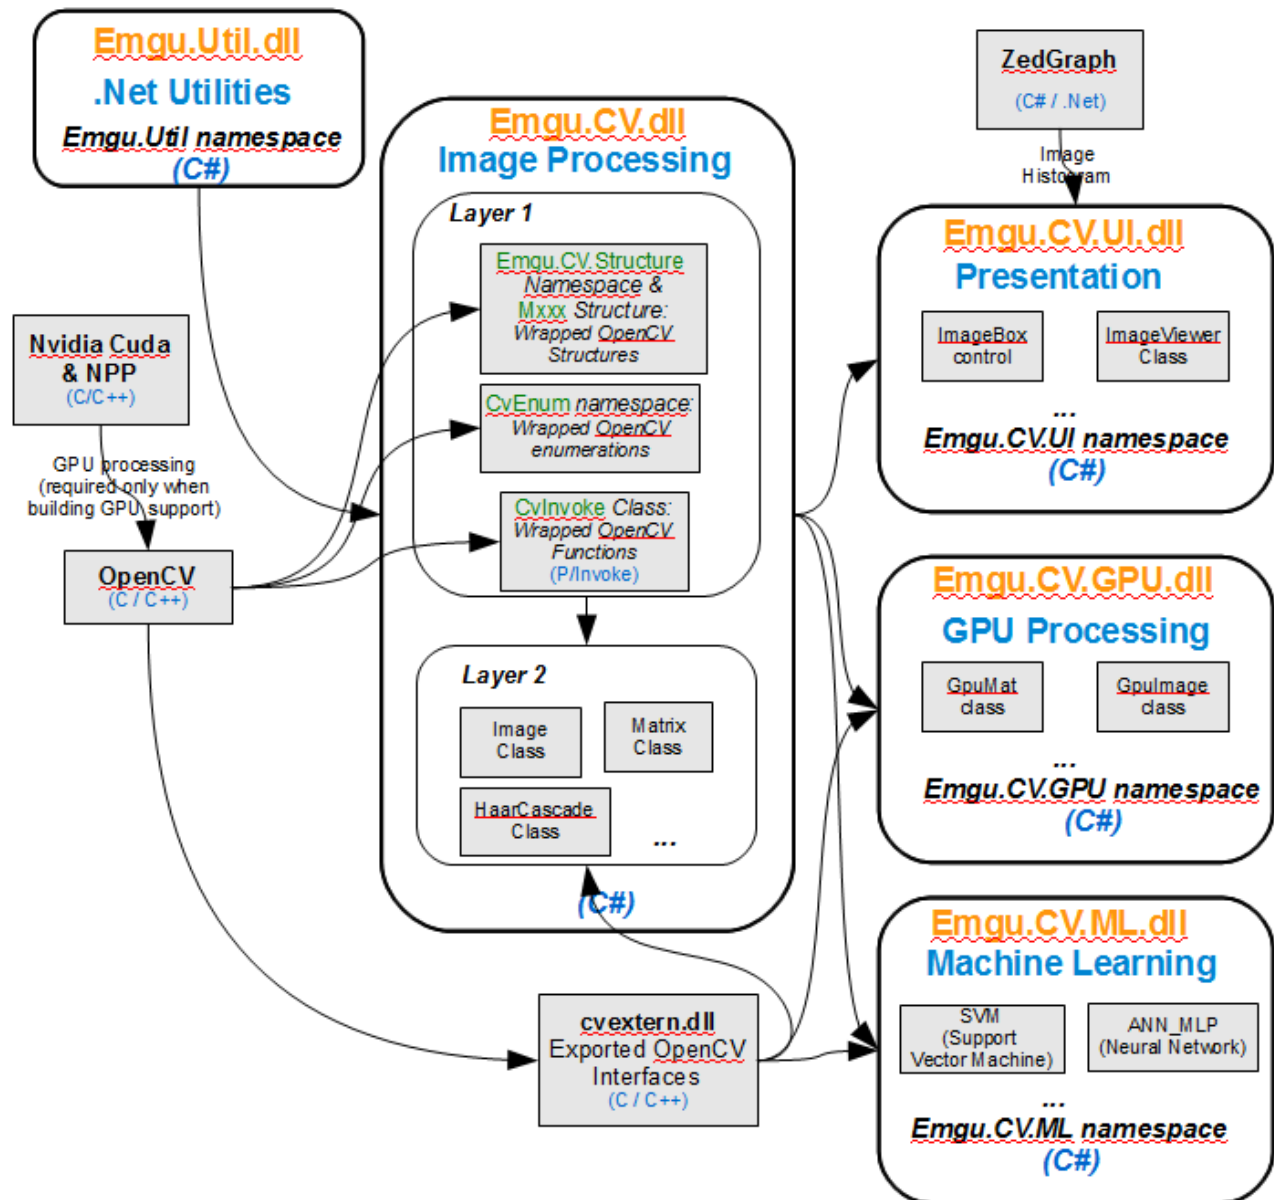 Emgu.Util.dll
.Net Utilities
Emgu.Util namespace
(C#)
Nvidia Cuda
& NPP
(C/C++)
GPU processing
(required only when
building GPU support)
OpenCV
(C / C++)
Emgu.CV.dll
Image Processing
Layer 1
Emgu.CV.Structure
Namespace &
Mxxx Structure:
Wrapped OpenCV
Structures
CvEnum namespace:
Wrapped OpenCV
enumerations
CvInvoke Class:
Wrapped OpenCV
Functions
(P/Invoke)
Layer 2
Image
Class
Matrix
Class
HaarCascade
Class
...
(C#)
cvextern.dll
Exported OpenCV
Interfaces
(C / C++)
ZedGraph
(C# / .Net)
Image
Histogram
Emgu.CV.UI.dll
Presentation
ImageBox
control
ImageViewer
Class
...
Emgu.CV.UI namespace
(C#)
Emgu.CV.GPU.dll
GPU Processing
GpuMat
class
GpuImage
class
...
Emgu.CV.GPU namespace
(C#)
Emgu.CV.ML.dll
Machine Learning
SVM
(Support
Vector Machine)
ANN_MLP
(Neural Network)
...
Emgu.CV.ML namespace
(C#)